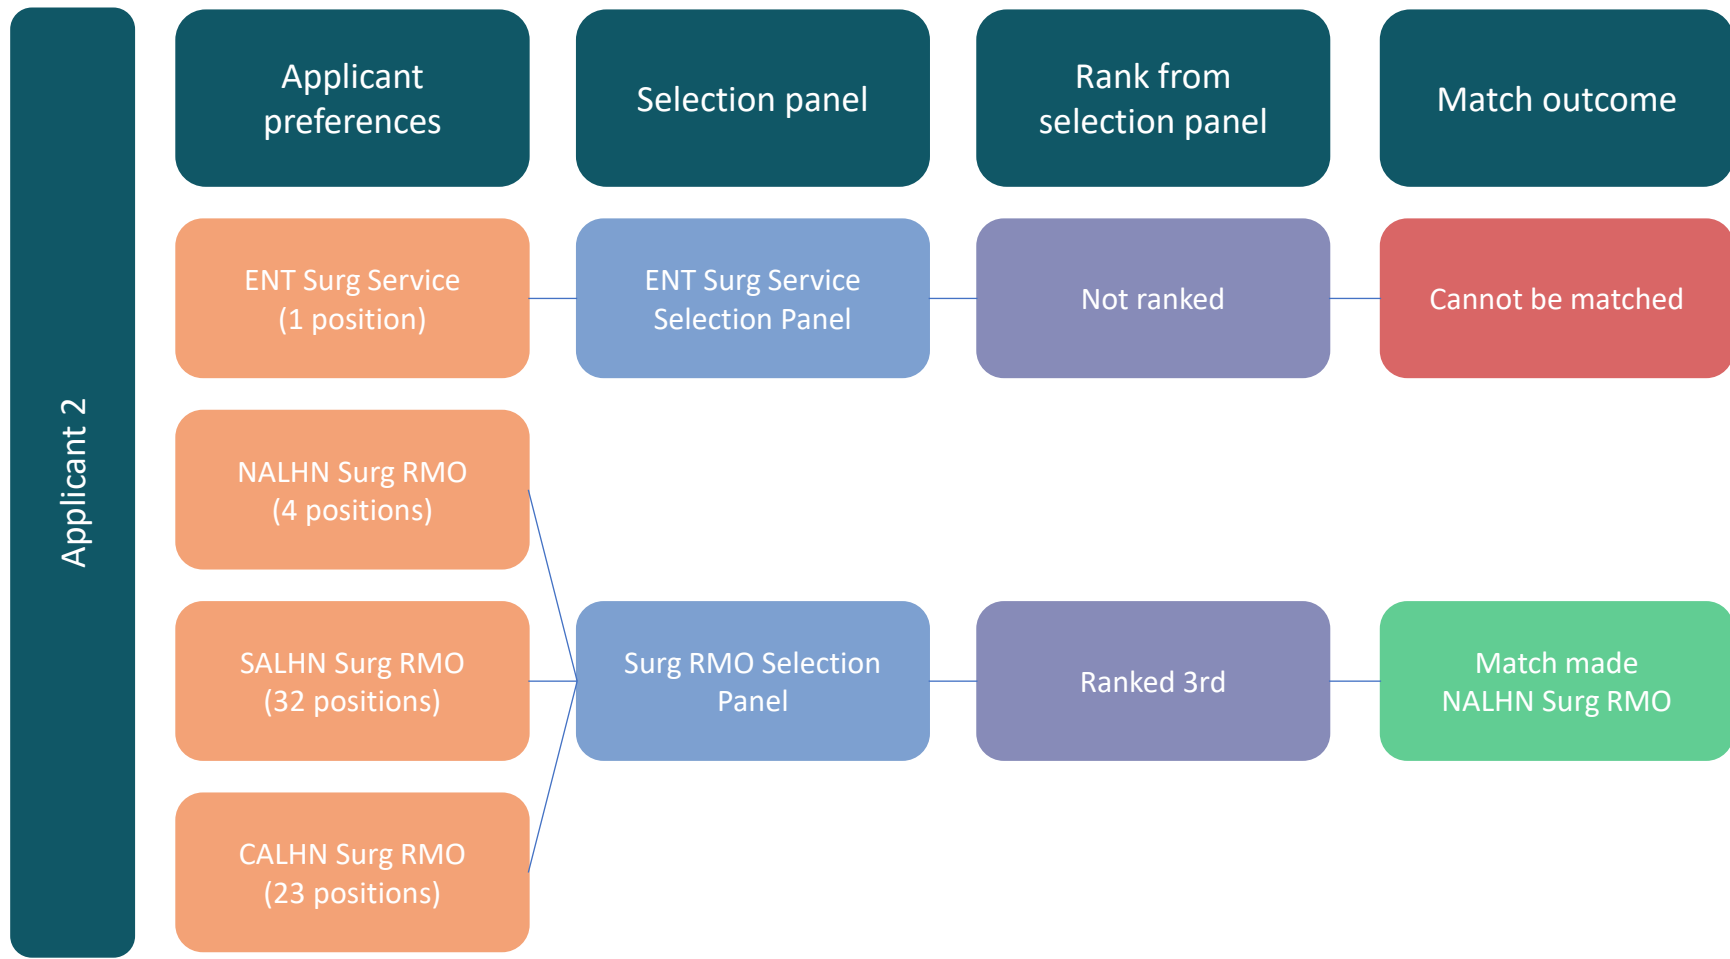 Applicant 2
Applicant
preferences
Selection panel
Rank from
selection panel
Match outcome
ENT Surg Service
(1 position)
ENT Surg Service
Selection Panel
Not ranked
Cannot be matched
NALHN Surg RMO
(4 positions)
SALHN Surg RMO
(32 positions)
CALHN Surg RMO
(23 positions)
Surg RMO Selection
Panel
Ranked 3rd
Match made
NALHN Surg RMO